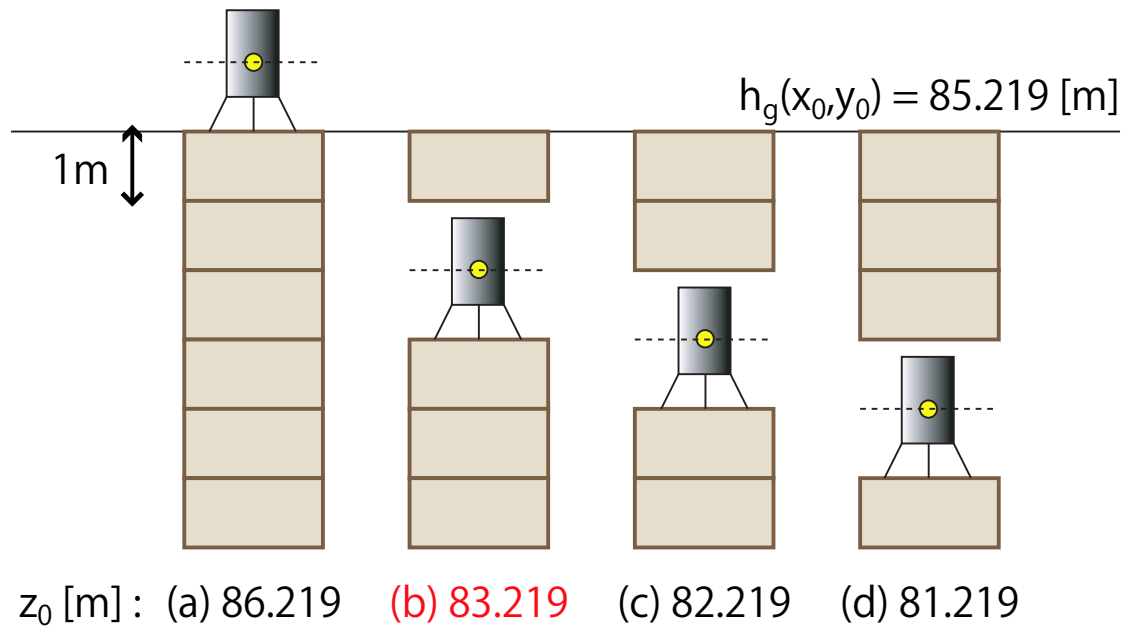 h_g(x_0,y_0) = 85.219 [m]
1m
z_0 [m] : (a) 86.219 (b) 83.219 (c) 82.219 (d) 81.219